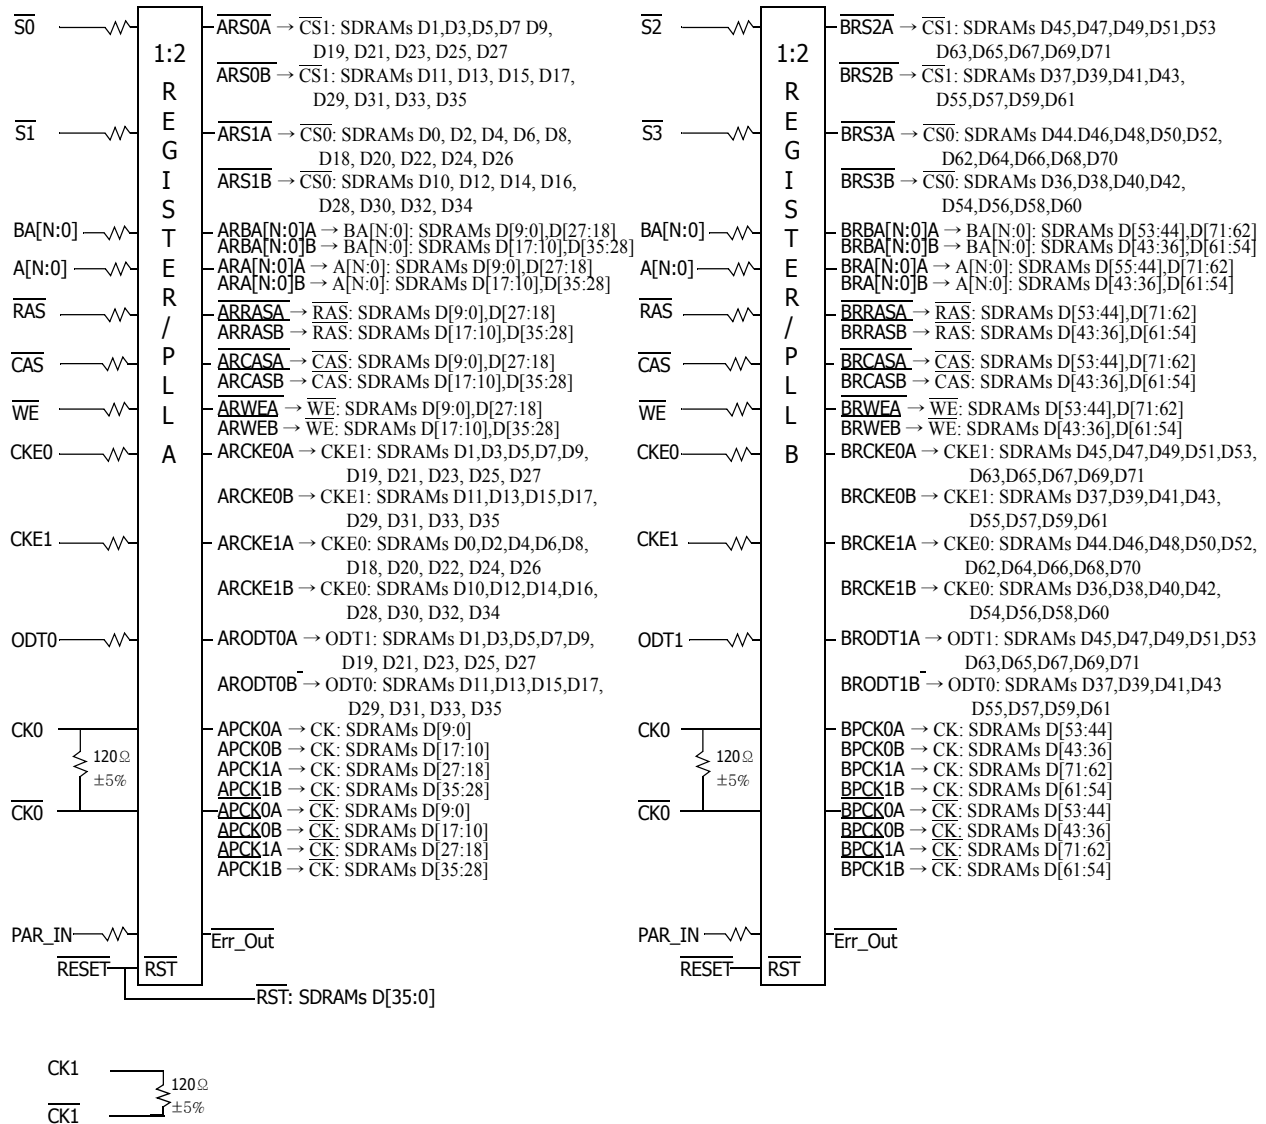 S0
ARS0A → CS1: SDRAMs D1,D3,D5,D7 D9,
D19, D21, D23, D25, D27
1:2
ARS0B → CS1: SDRAMs D11, D13, D15, D17,
D29, D31, D33, D35
REGISTER/PLL A
S1
ARS1A → CS0: SDRAMs D0, D2, D4, D6, D8,
D18, D20, D22, D24, D26
ARS1B → CS0: SDRAMs D10, D12, D14, D16,
D28, D30, D32, D34
BA[N:0]
ARBA[N:0]A → BA[N:0]: SDRAMs D[9:0],D[27:18]
ARBA[N:0]B → BA[N:0]: SDRAMs D[17:10],D[35:28]
A[N:0]
ARA[N:0]A → A[N:0]: SDRAMs D[9:0],D[27:18]
ARA[N:0]B → A[N:0]: SDRAMs D[17:10],D[35:28]
RAS
ARRASA → RAS: SDRAMs D[9:0],D[27:18]
ARRASB → RAS: SDRAMs D[17:10],D[35:28]
CAS
ARCASA → CAS: SDRAMs D[9:0],D[27:18]
ARCASB → CAS: SDRAMs D[17:10],D[35:28]
WE
ARWEA → WE: SDRAMs D[9:0],D[27:18]
ARWEB → WE: SDRAMs D[17:10],D[35:28]
CKE0
ARCKE0A → CKE1: SDRAMs D1,D3,D5,D7,D9,
D19, D21, D23, D25, D27
ARCKE0B → CKE1: SDRAMs D11,D13,D15,D17,
D29, D31, D33, D35
CKE1
ARCKE1A → CKE0: SDRAMs D0,D2,D4,D6,D8,
D18, D20, D22, D24, D26
ARCKE1B → CKE0: SDRAMs D10,D12,D14,D16,
D28, D30, D32, D34
ODT0
ARODT0A → ODT1: SDRAMs D1,D3,D5,D7,D9,
D19, D21, D23, D25, D27
ARODT0B → ODT0: SDRAMs D11,D13,D15,D17,
D29, D31, D33, D35
CK0
120Ω
±5%
CK0
APCK0A → CK: SDRAMs D[9:0]
APCK0B → CK: SDRAMs D[17:10]
APCK1A → CK: SDRAMs D[27:18]
APCK1B → CK: SDRAMs D[35:28]
APCK0A → CK: SDRAMs D[9:0]
APCK0B → CK: SDRAMs D[17:10]
APCK1A → CK: SDRAMs D[27:18]
APCK1B → CK: SDRAMs D[35:28]
PAR_IN
Err_Out
RESET
RST
RST: SDRAMs D[35:0]
CK1
120Ω
±5%
CK1
S2
BRS2A → CS1: SDRAMs D45,D47,D49,D51,D53
D63,D65,D67,D69,D71
1:2
BRS2B → CS1: SDRAMs D37,D39,D41,D43,
D55,D57,D59,D61
REGISTER/PLL B
S3
BRS3A → CS0: SDRAMs D44.D46,D48,D50,D52,
D62,D64,D66,D68,D70
BRS3B → CS0: SDRAMs D36,D38,D40,D42,
D54,D56,D58,D60
BA[N:0]
BRBA[N:0]A → BA[N:0]: SDRAMs D[53:44],D[71:62]
BRBA[N:0]B → BA[N:0]: SDRAMs D[43:36],D[61:54]
A[N:0]
BRA[N:0]A → A[N:0]: SDRAMs D[55:44],D[71:62]
BRA[N:0]B → A[N:0]: SDRAMs D[43:36],D[61:54]
RAS
BRRASA → RAS: SDRAMs D[53:44],D[71:62]
BRRASB → RAS: SDRAMs D[43:36],D[61:54]
CAS
BRCASA → CAS: SDRAMs D[53:44],D[71:62]
BRCASB → CAS: SDRAMs D[43:36],D[61:54]
WE
BRWEA → WE: SDRAMs D[53:44],D[71:62]
BRWEB → WE: SDRAMs D[43:36],D[61:54]
CKE0
BRCKE0A → CKE1: SDRAMs D45,D47,D49,D51,D53,
D63,D65,D67,D69,D71
BRCKE0B → CKE1: SDRAMs D37,D39,D41,D43,
D55,D57,D59,D61
CKE1
BRCKE1A → CKE0: SDRAMs D44.D46,D48,D50,D52,
D62,D64,D66,D68,D70
BRCKE1B → CKE0: SDRAMs D36,D38,D40,D42,
D54,D56,D58,D60
ODT1
BRODT1A → ODT1: SDRAMs D45,D47,D49,D51,D53
D63,D65,D67,D69,D71
BRODT1B → ODT0: SDRAMs D37,D39,D41,D43
D55,D57,D59,D61
CK0
120Ω
±5%
CK0
BPCK0A → CK: SDRAMs D[53:44]
BPCK0B → CK: SDRAMs D[43:36]
BPCK1A → CK: SDRAMs D[71:62]
BPCK1B → CK: SDRAMs D[61:54]
BPCK0A → CK: SDRAMs D[53:44]
BPCK0B → CK: SDRAMs D[43:36]
BPCK1A → CK: SDRAMs D[71:62]
BPCK1B → CK: SDRAMs D[61:54]
PAR_IN
Err_Out
RESET
RST